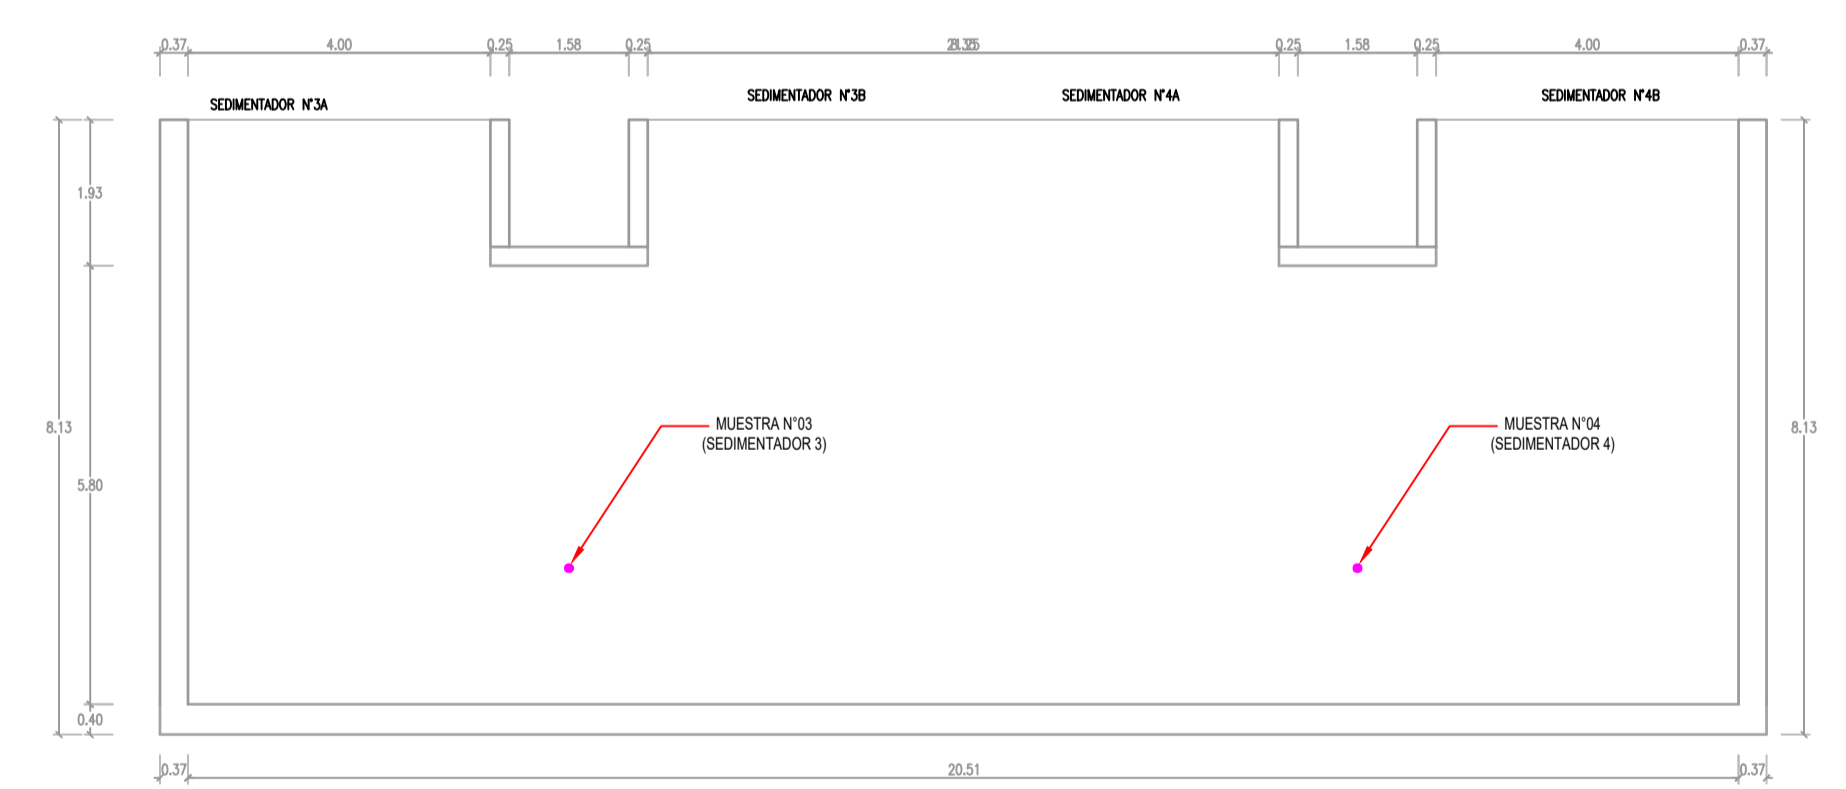 0.37 4.00 0.25 1.58 0.25 0.25 1.58 0.25 4.00 0.37
SEDIMENTADOR N°3A
SEDIMENTADOR N°3B
SEDIMENTADOR N°4A
SEDIMENTADOR N°4B
1.93
8.13
5.80
0.40
MUESTRA N°03
(SEDIMENTADOR 3)
MUESTRA N°04
(SEDIMENTADOR 4)
8.13
0.37 20.51 0.37